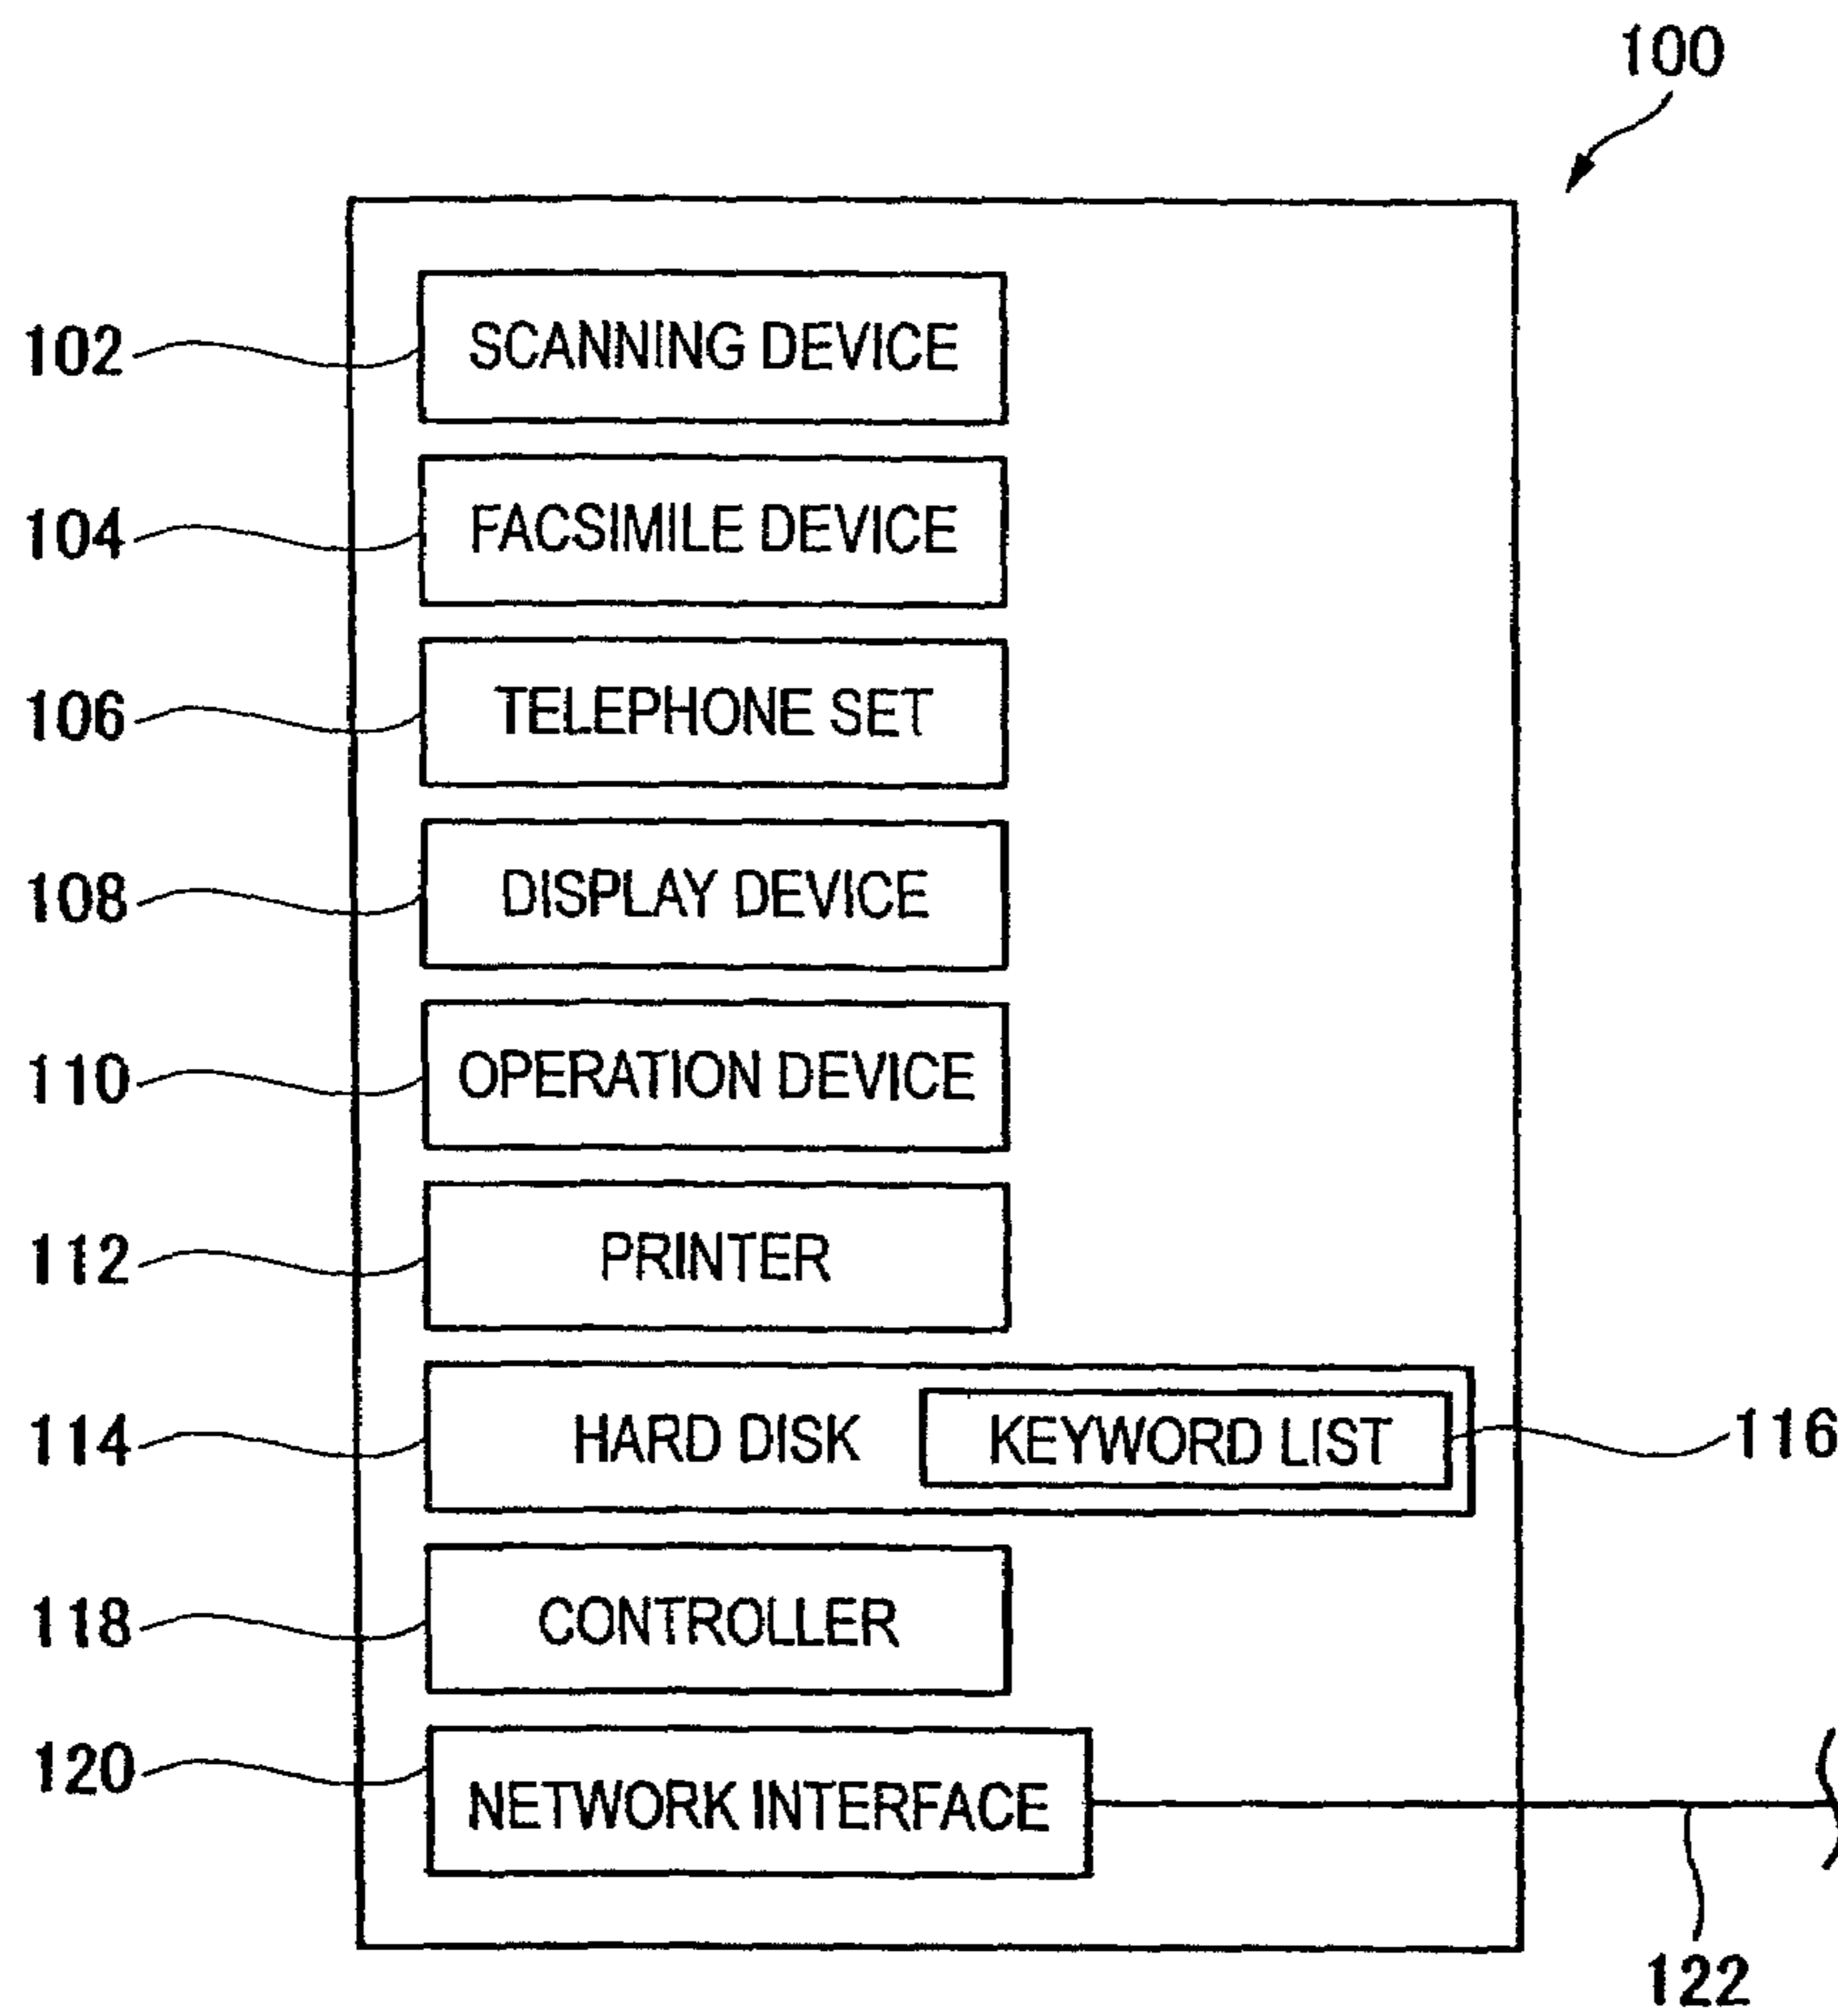 100
102 SCANNING DEVICE
104 FACSIMILE DEVICE
106 TELEPHONE SET
108 DISPLAY DEVICE
110 OPERATION DEVICE
112 PRINTER
114 HARD DISK KEYWORD LIST 116
118 CONTROLLER
120 NETWORK INTERFACE
122